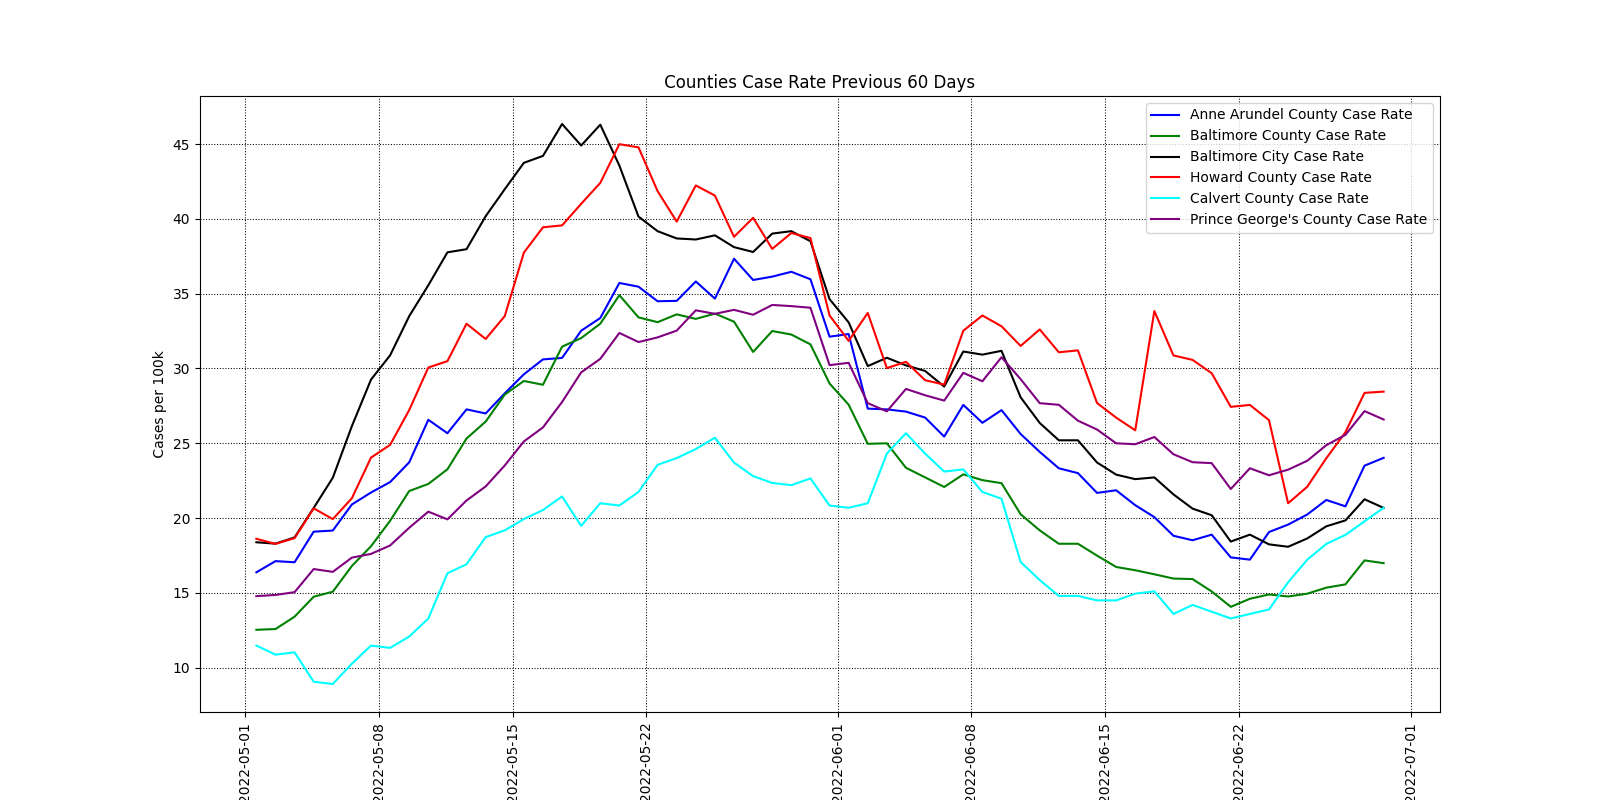 Counties Case Rate Previous 60 Days
Anne Arundel County Case Rate
Baltimore County Case Rate
Baltimore City Case Rate
Howard County Case Rate
Calvert County Case Rate
Prince George's County Case Rate
Cases per 100k
45
40
35
30
25
20
15
10
2022-05-01
2022-05-08
2022-05-15
2022-05-22
2022-06-01
2022-06-08
2022-06-15
2022-06-22
2022-07-01